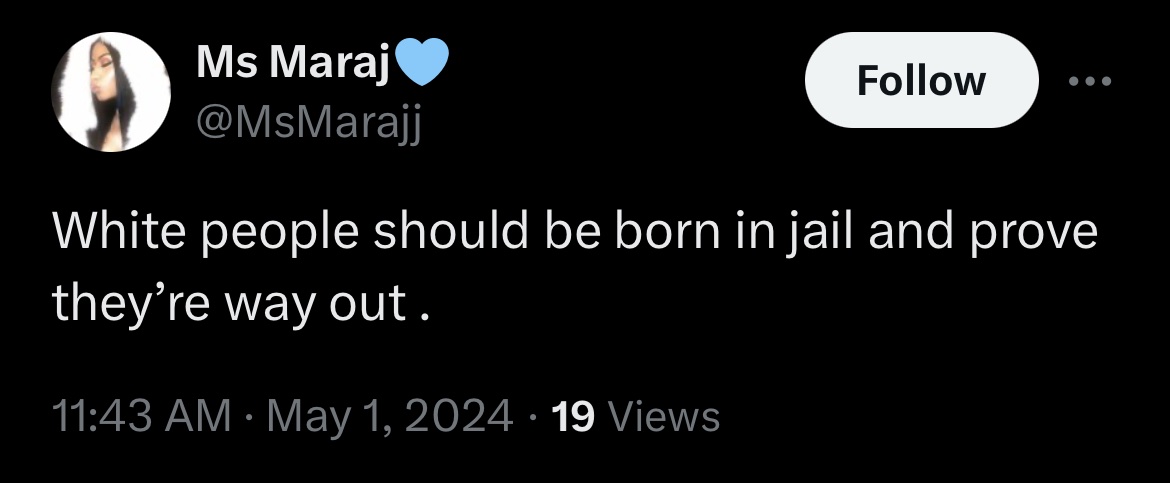 Ms Maraj🩵
@MsMarajj
Follow
White people should be born in jail and prove
they’re way out .
11:43 AM · May 1, 2024 · 19 Views